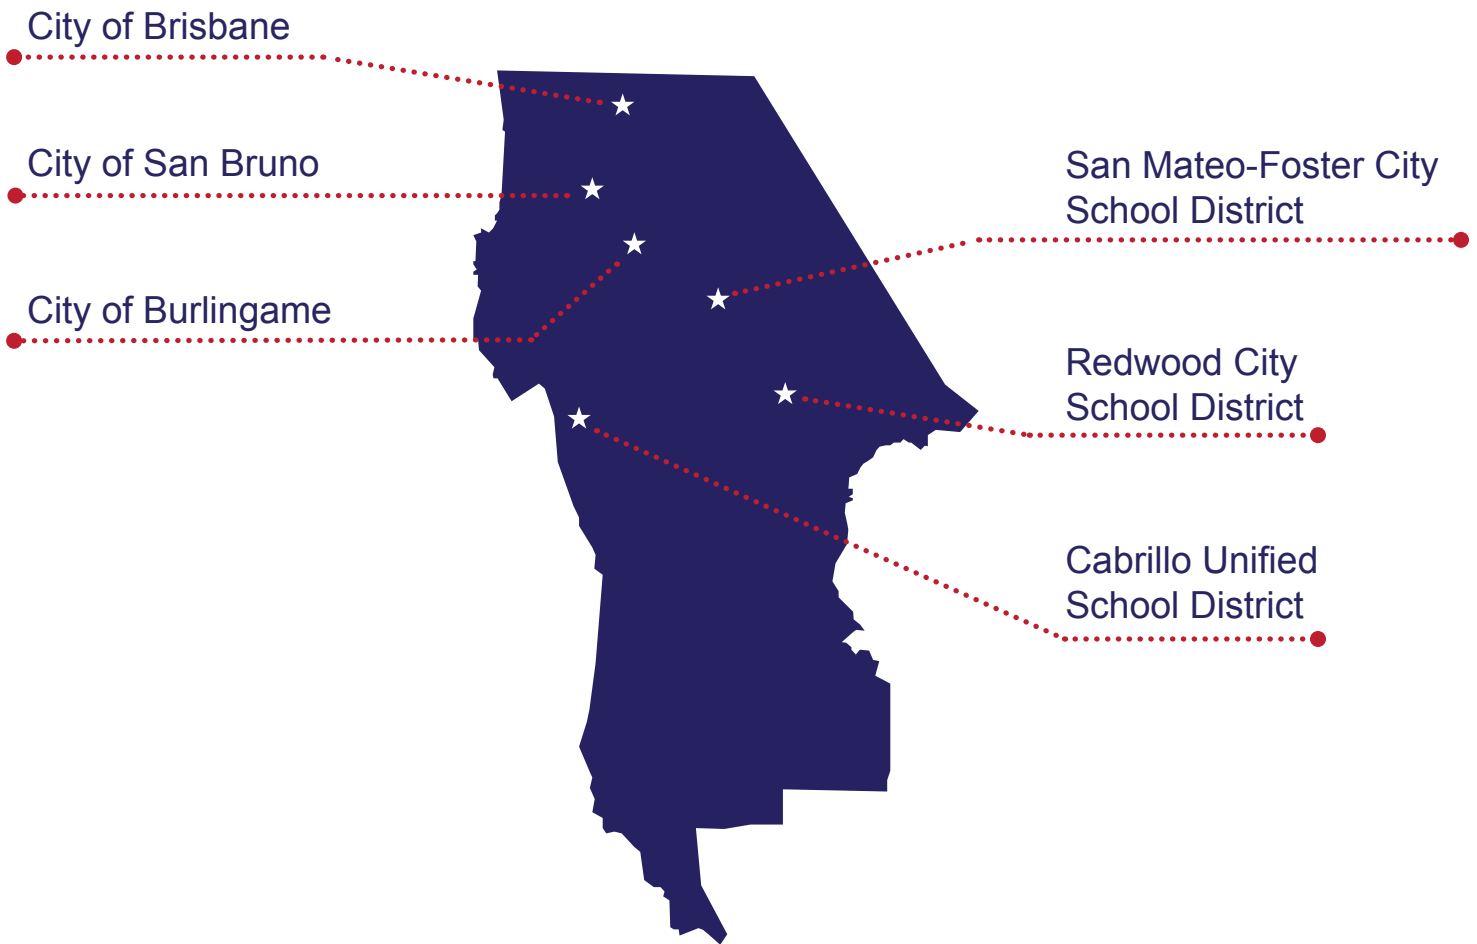 City of Brisbane
City of San Bruno
City of Burlingame
San Mateo-Foster City
School District
Redwood City
School District
Cabrillo Unified
School District